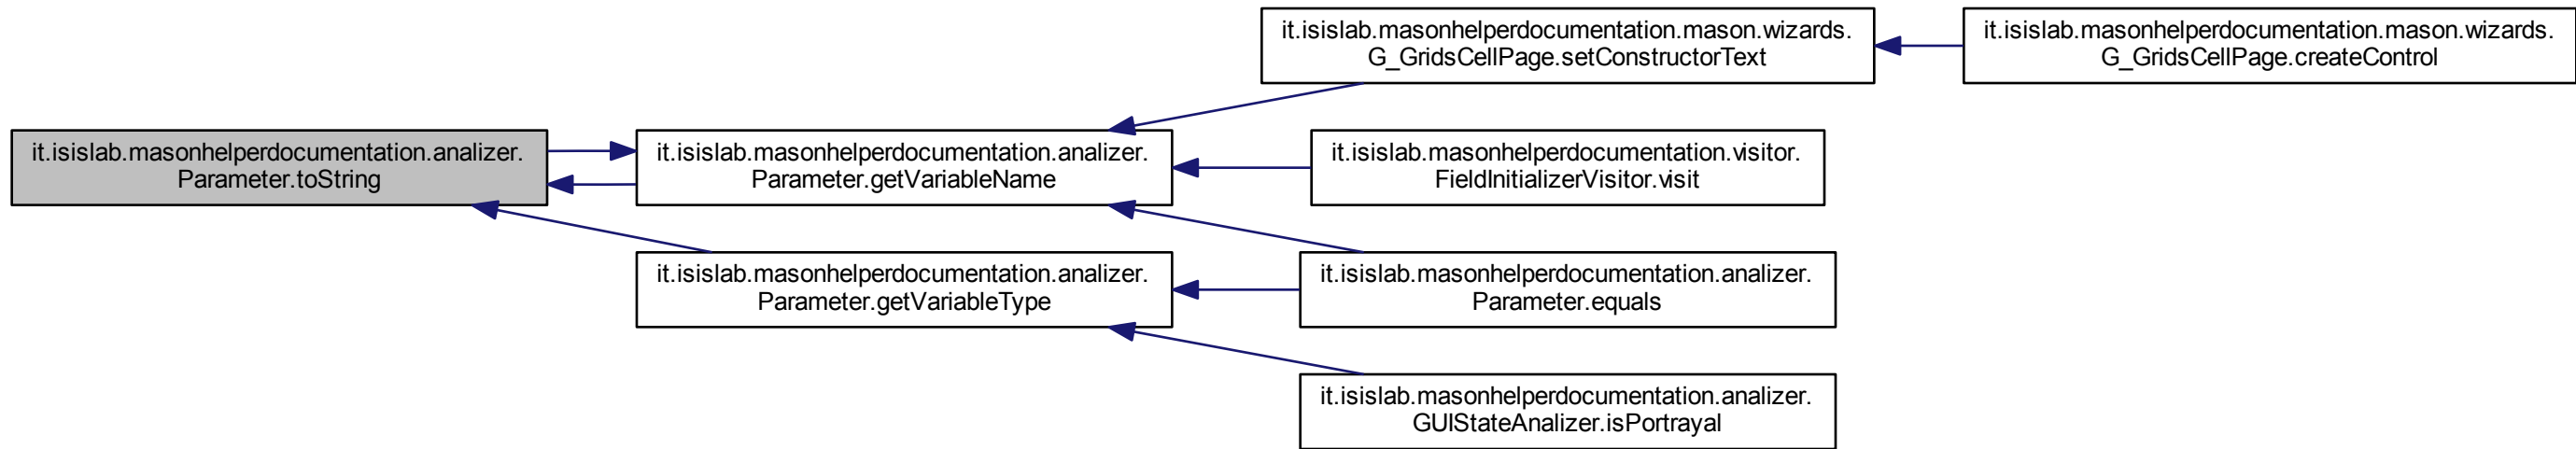 it.isislab.masonhelperdocumentation.analizer.
Parameter.toString
it.isislab.masonhelperdocumentation.analizer.
Parameter.getVariableName
it.isislab.masonhelperdocumentation.mason.wizards.
G_GridsCellPage.setConstructorText
it.isislab.masonhelperdocumentation.mason.wizards.
G_GridsCellPage.createControl
it.isislab.masonhelperdocumentation.visitor.
FieldInitializerVisitor.visit
it.isislab.masonhelperdocumentation.analizer.
Parameter.equals
it.isislab.masonhelperdocumentation.analizer.
Parameter.getVariableType
it.isislab.masonhelperdocumentation.analizer.
GUIStateAnalizer.isPortrayal